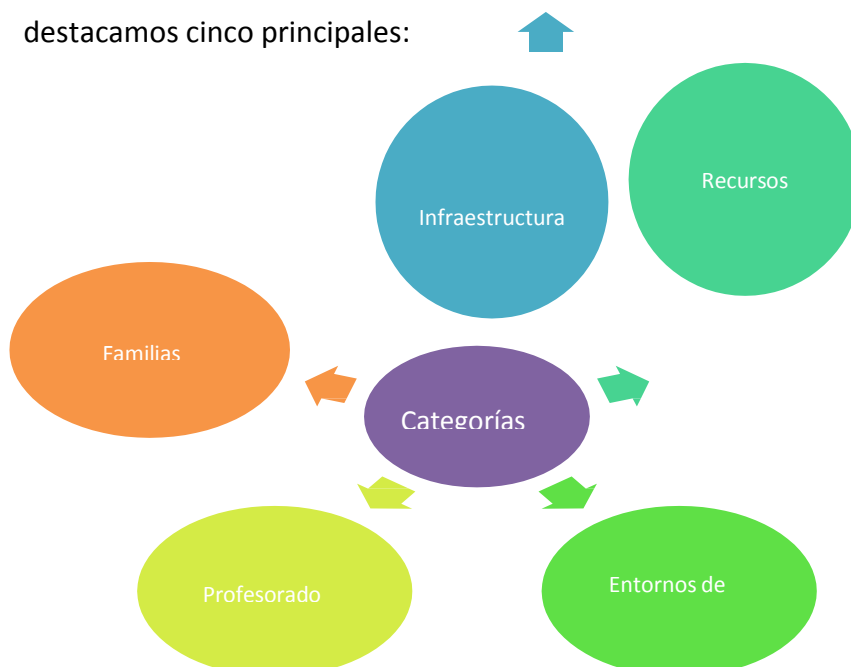 destacamos cinco principales:
Recursos
Infraestructura
Familias
Categorías
Entornos de
Profesorado